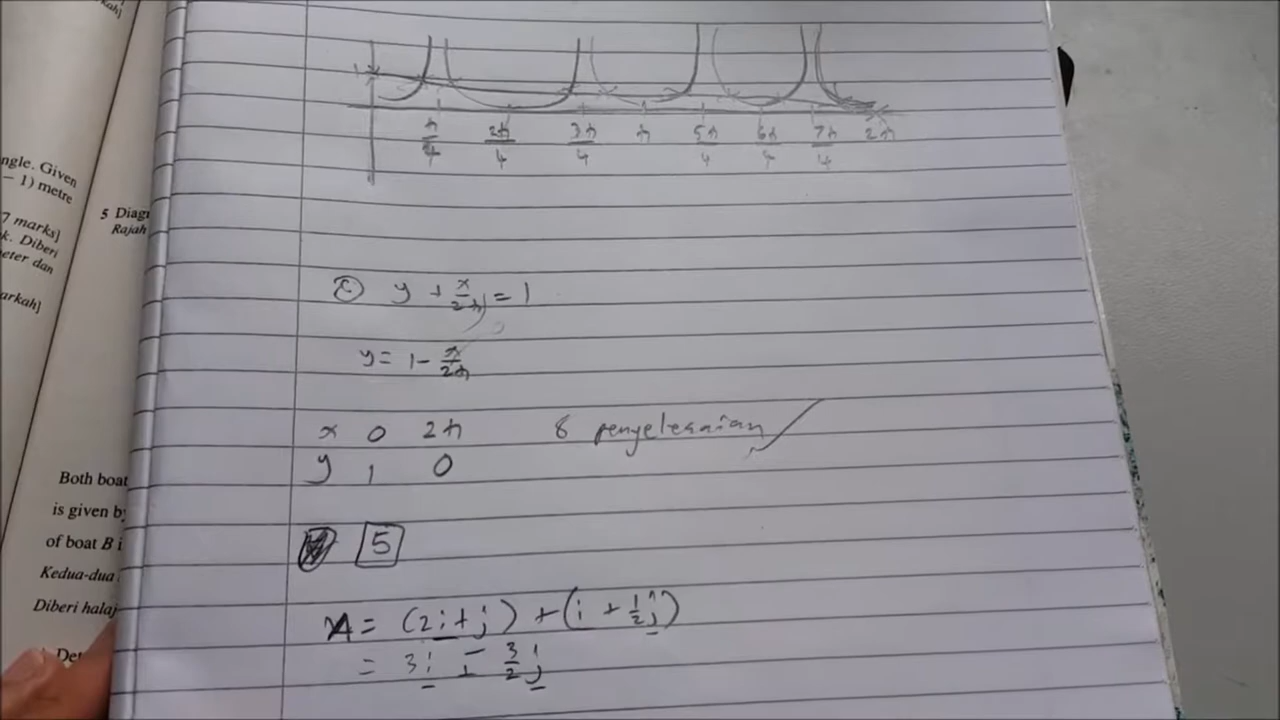 kah]
ngle. Given
– 1) metre
7 marks]
k. Diberi
eter dan
arkah]
5 Diagr
Rajah
Both boat
is given by
of boat B i
Kedua-dua
Diberi halaj
Det
1
π/4 2π/4 3π/4 π 5π/4 6π/4 7π/4 2π
c y + x/2π = 1
y = 1 - x/2π
x 0 2π 8 penyelesaian
y 1 0
5
A = (2i + j) + (i + 1/2 j)
= 3i + 3/2 j